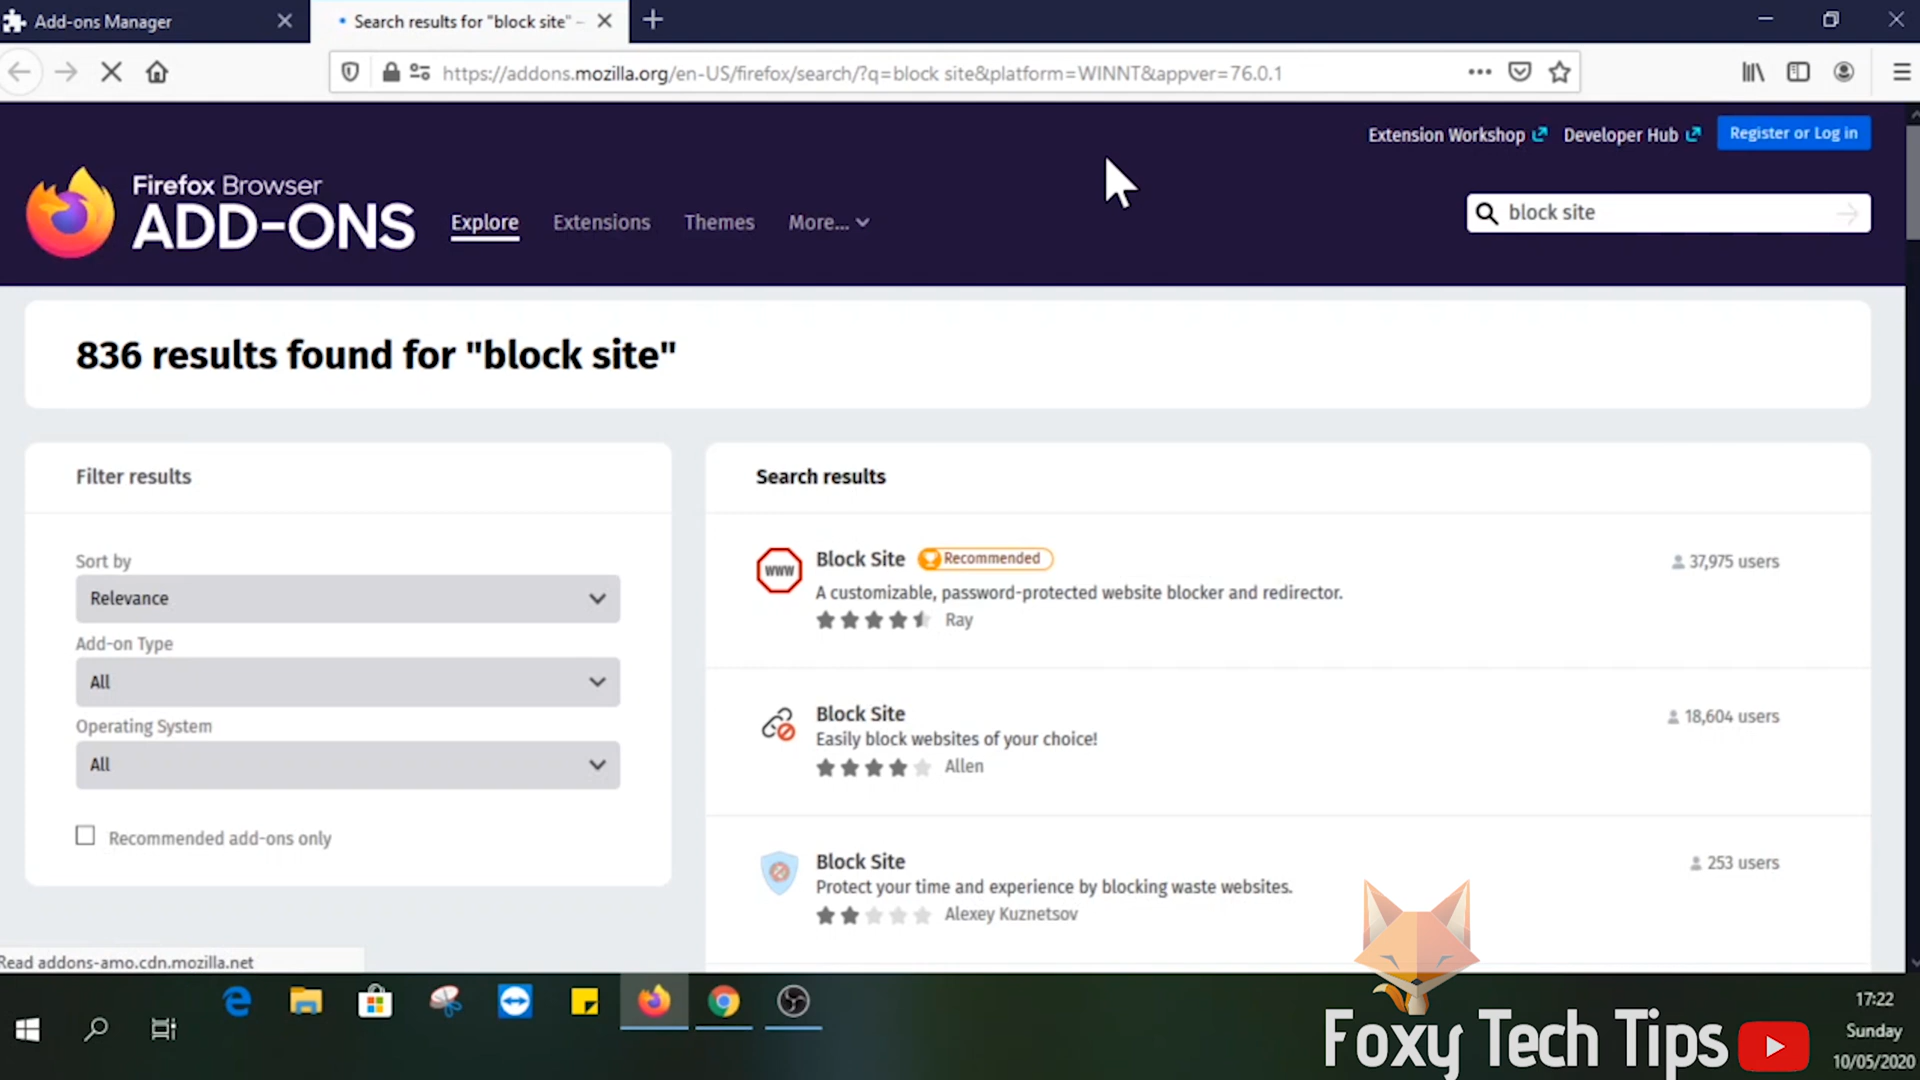 Add-ons Manager
Search results for "block site" –
https://addons.mozilla.org/en-US/firefox/search/?q=block site&platform=WINNT&appver=76.0.1
Extension Workshop
Developer Hub
Register or Log in
Firefox Browser
ADD-ONS
Explore
Extensions
Themes
More...
block site
836 results found for "block site"
Filter results
Sort by
Relevance
Add-on Type
All
Operating System
All
Recommended add-ons only
Search results
Block Site
Recommended
37,975 users
www
A customizable, password-protected website blocker and redirector.
Ray
Block Site
18,604 users
Easily block websites of your choice!
Allen
Block Site
253 users
Protect your time and experience by blocking waste websites.
Alexey Kuznetsov
Read addons-amo.cdn.mozilla.net
Foxy Tech Tips
17:22
Sunday
10/05/2020